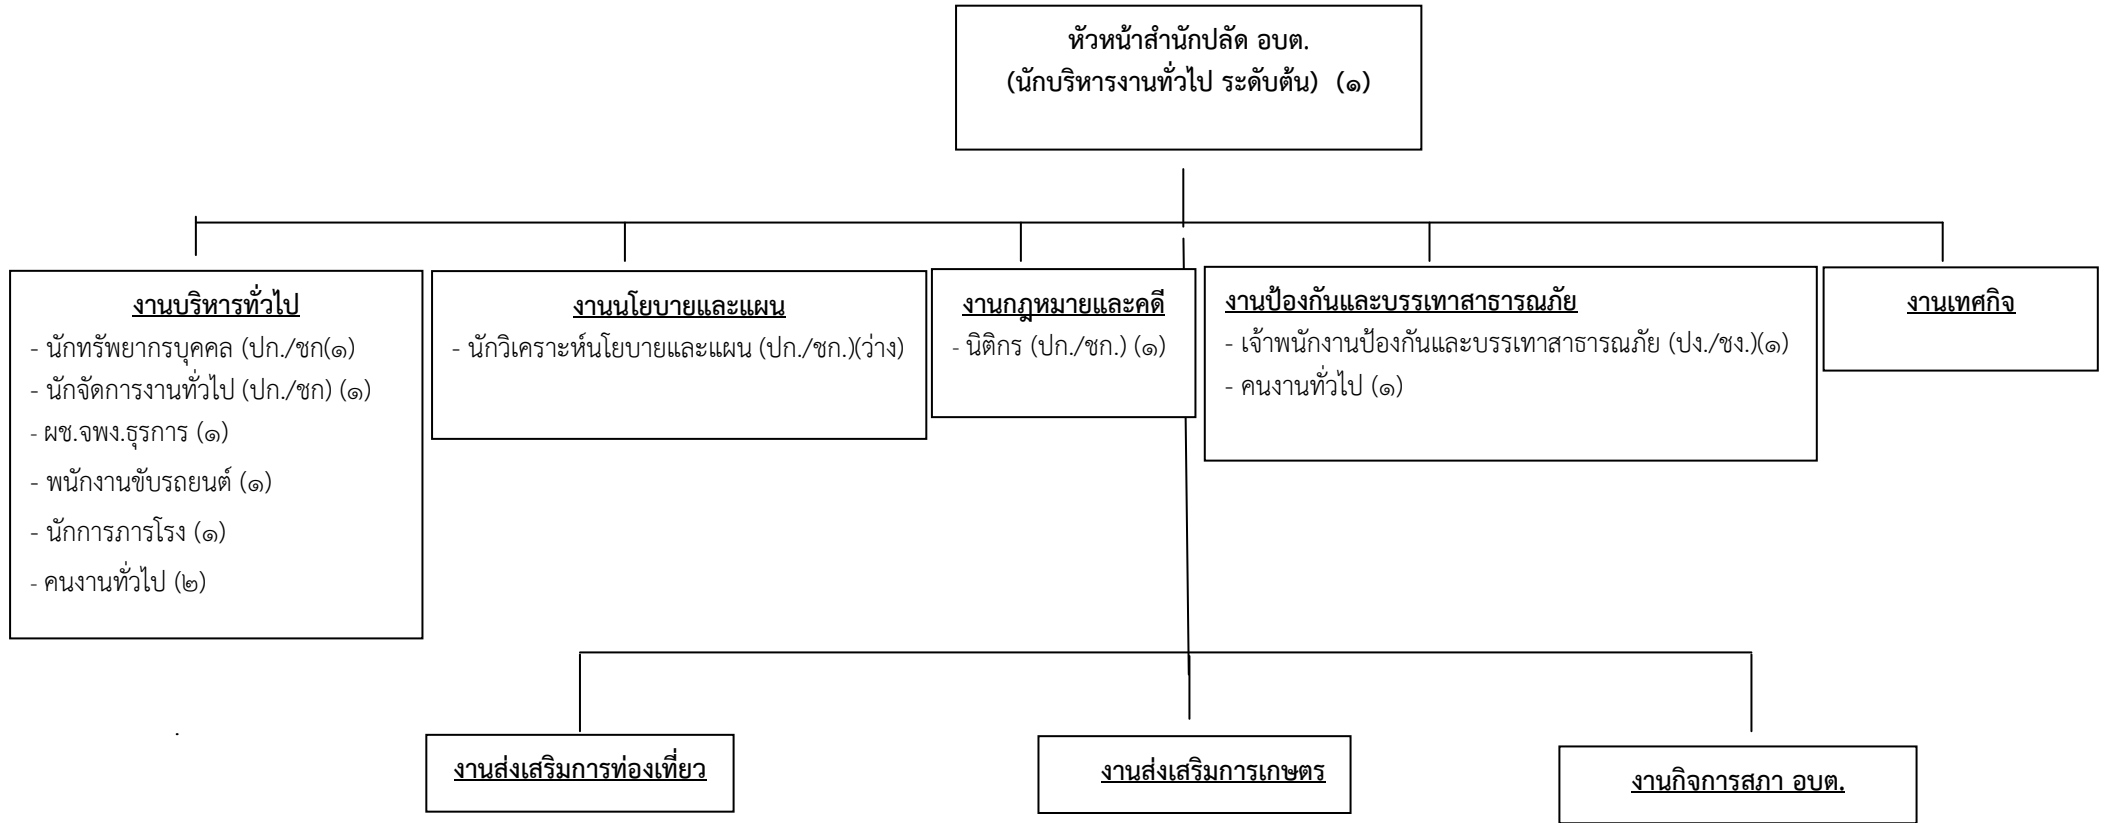 หัวหน้าสำนักปลัด อบต.
(นักบริหารงานทั่วไป ระดับต้น) (๑)
งานบริหารทั่วไป
- นักทรัพยากรบุคคล (ปก./ชก(๑)
- นักจัดการงานทั่วไป (ปก./ชก) (๑)
- ผช.จพง.ธุรการ (๑)
- พนักงานขับรถยนต์ (๑)
- นักการภารโรง (๑)
- คนงานทั่วไป (๒)
งานนโยบายและแผน
- นักวิเคราะห์นโยบายและแผน (ปก./ชก.)(ว่าง)
งานกฎหมายและคดี
- นิติกร (ปก./ชก.) (๑)
งานป้องกันและบรรเทาสาธารณภัย
- เจ้าพนักงานป้องกันและบรรเทาสาธารณภัย (ปง./ชง.)(๑)
- คนงานทั่วไป (๑)
งานเทศกิจ
งานส่งเสริมการท่องเที่ยว
งานส่งเสริมการเกษตร
งานกิจการสภา อบต.